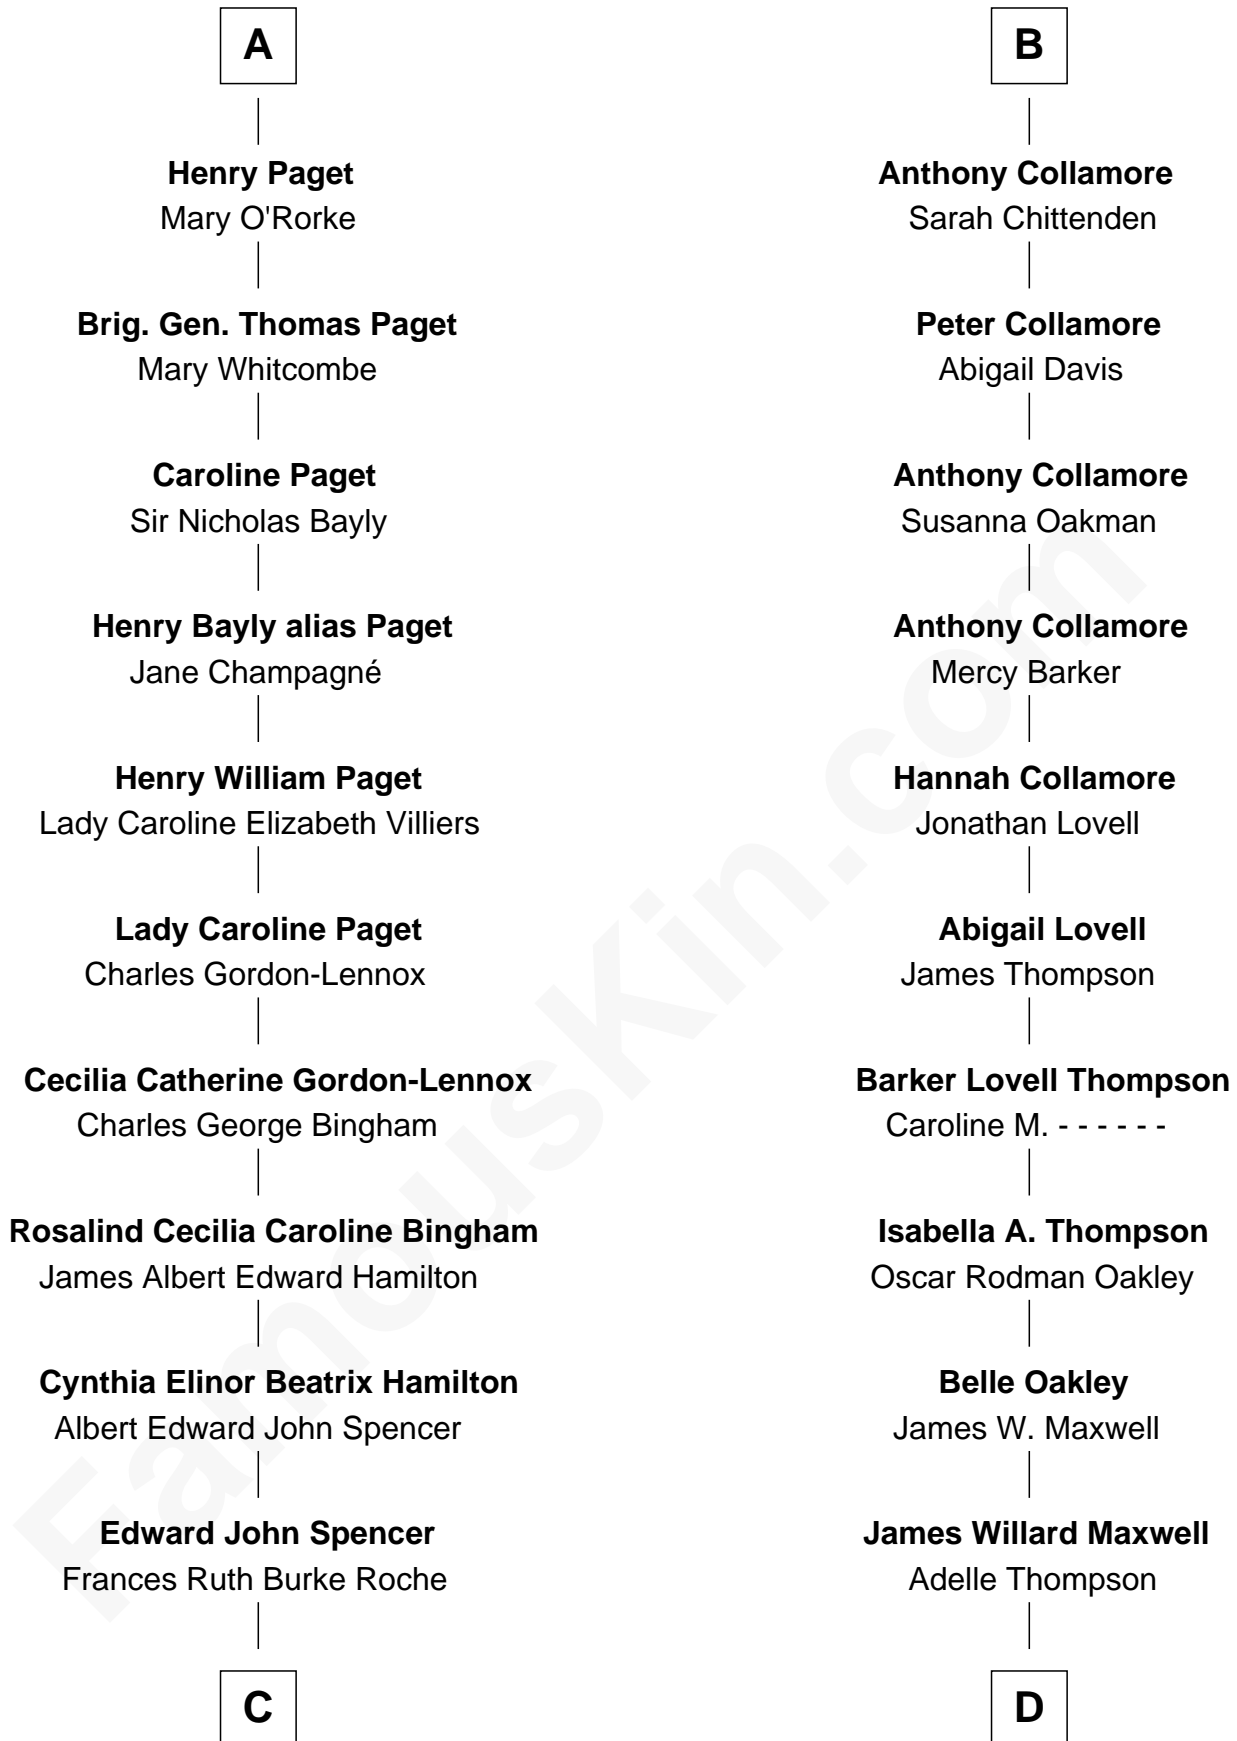 A
Henry Paget
Mary O'Rorke
Brig. Gen. Thomas Paget
Mary Whitcombe
Caroline Paget
Sir Nicholas Bayly
Henry Bayly alias Paget
Jane Champagné
Henry William Paget
Lady Caroline Elizabeth Villiers
Lady Caroline Paget
Charles Gordon-Lennox
Cecilia Catherine Gordon-Lennox
Charles George Bingham
Rosalind Cecilia Caroline Bingham
James Albert Edward Hamilton
Cynthia Elinor Beatrix Hamilton
Albert Edward John Spencer
Edward John Spencer
Frances Ruth Burke Roche
C
B
Anthony Collamore
Sarah Chittenden
Peter Collamore
Abigail Davis
Anthony Collamore
Susanna Oakman
Anthony Collamore
Mercy Barker
Hannah Collamore
Jonathan Lovell
Abigail Lovell
James Thompson
Barker Lovell Thompson
Caroline M. - - - - - -
Isabella A. Thompson
Oscar Rodman Oakley
Belle Oakley
James W. Maxwell
James Willard Maxwell
Adelle Thompson
D
FamousKin.com